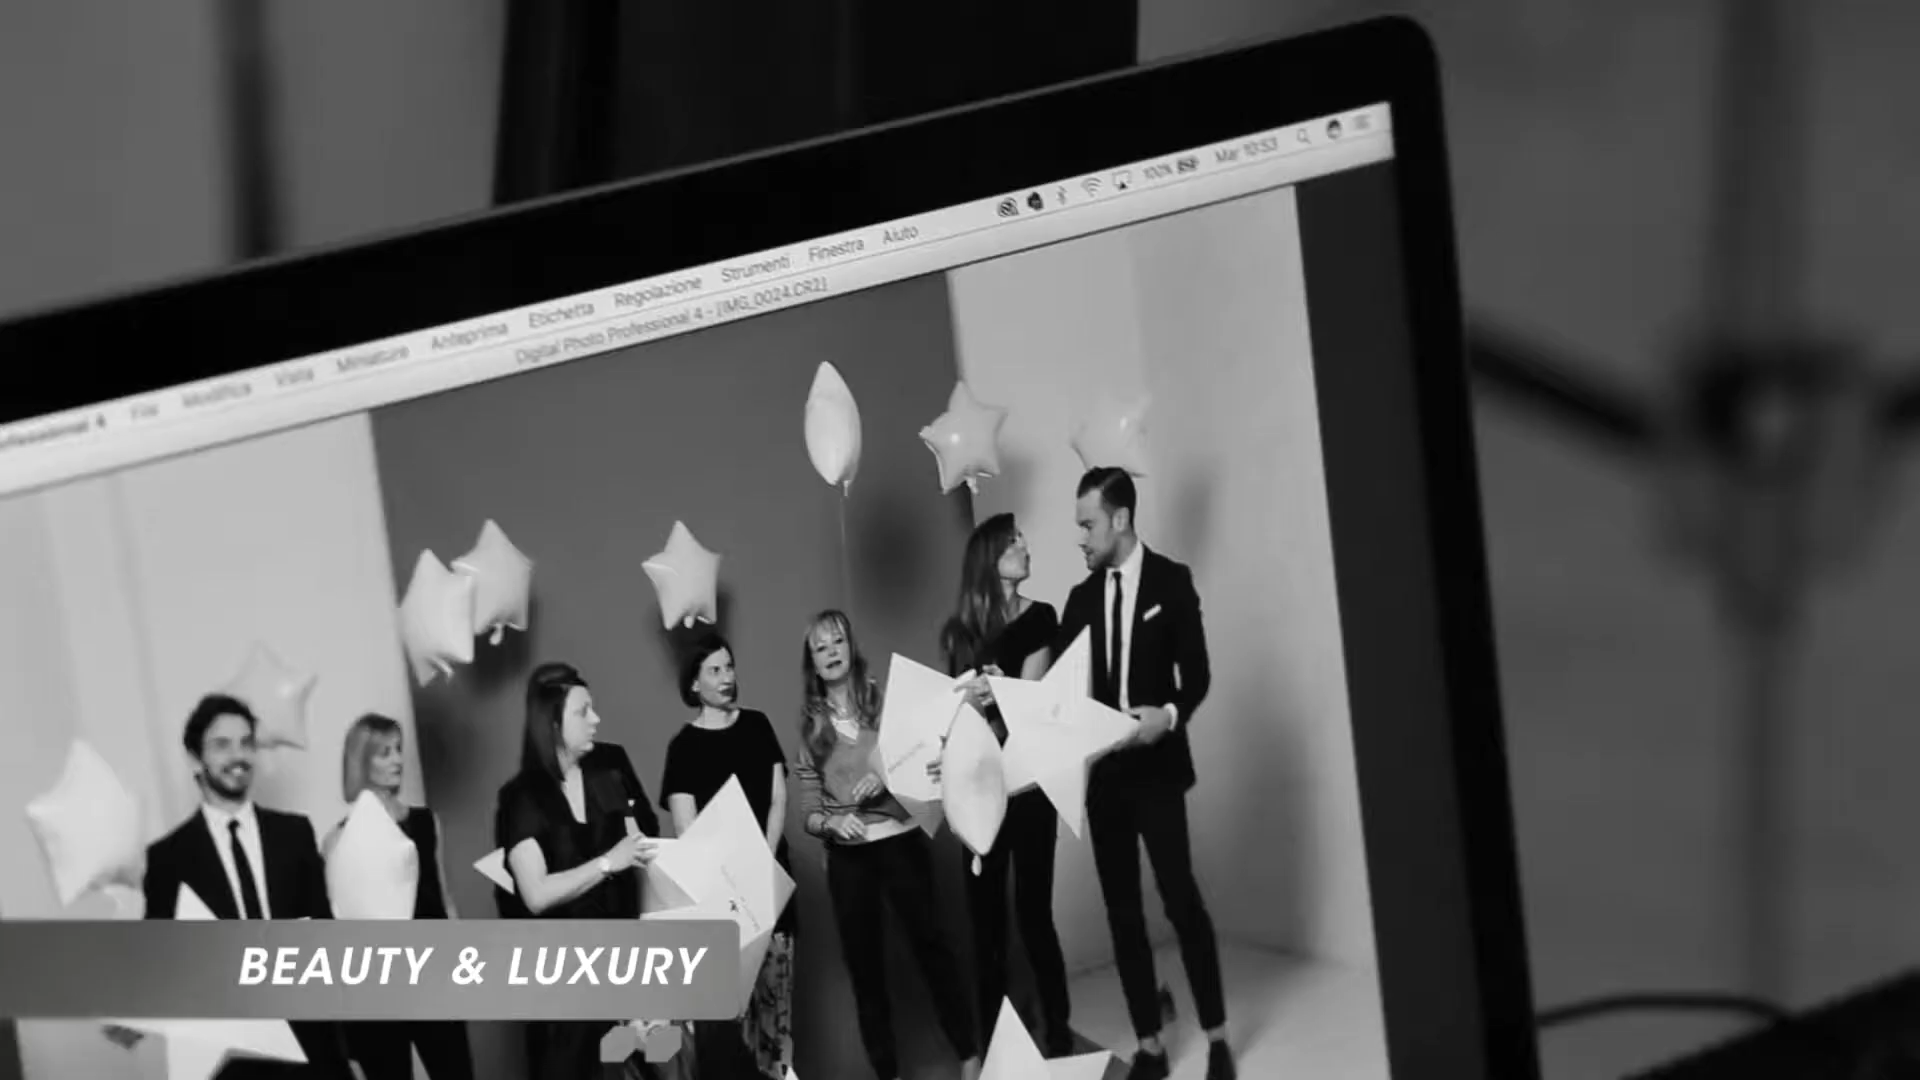 Mar 10:53
100%
Professional 4 File Modifica Vista Miniature Anteprima Etichetta Regolazione Strumenti Finestra Aiuto
Digital Photo Professional 4 - [IMG_0024.CR2]
BEAUTY & LUXURY